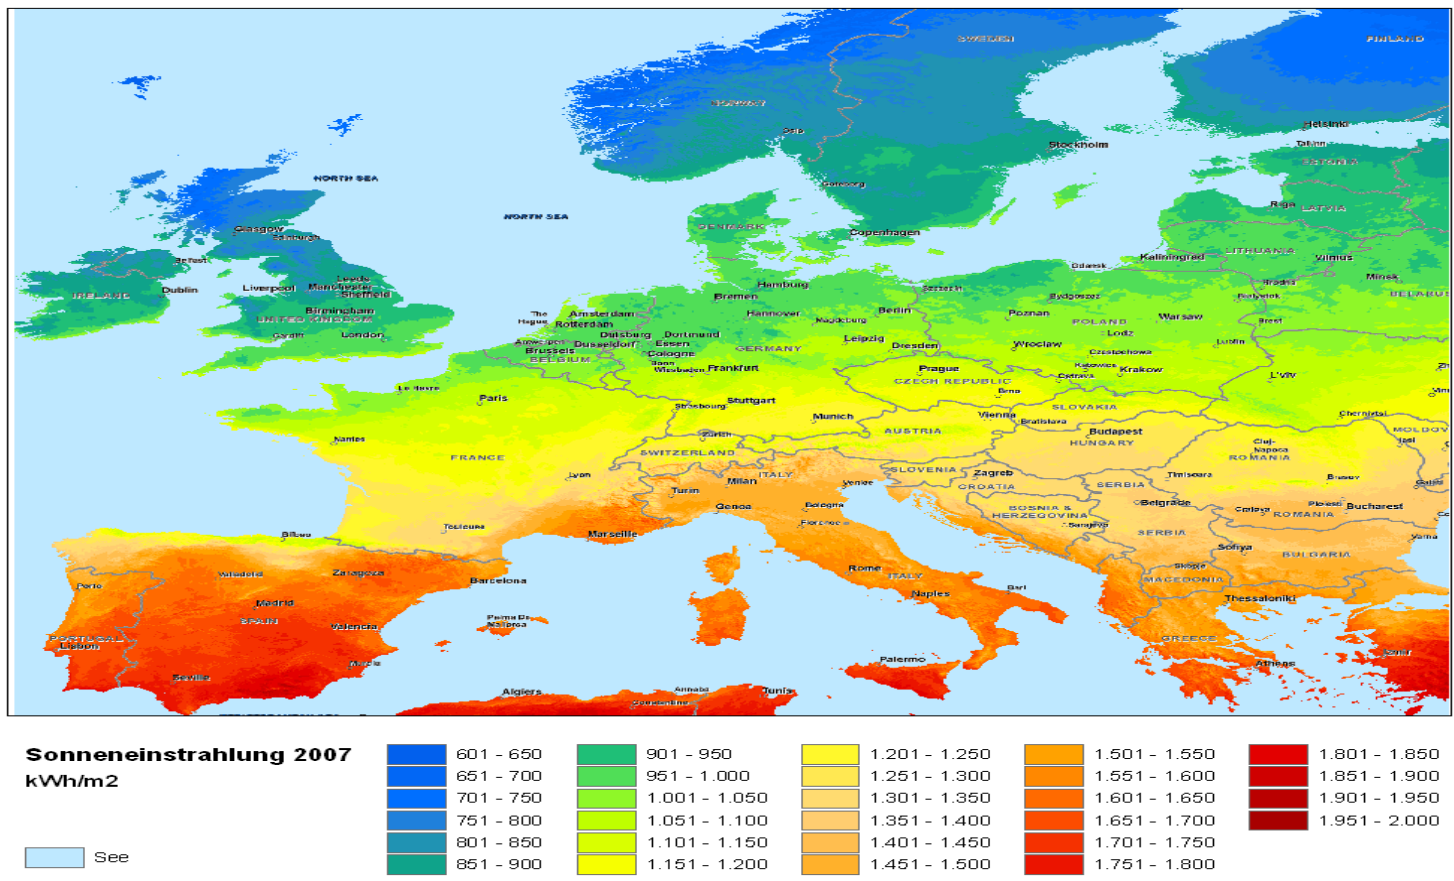 SWEDEN
FINLAND
NORWAY
Oslo
Helsinki
Tallinn
Stockholm
ESTONIA
NORTH SEA
Goteborg
NORTH SEA
Riga
LATVIA
Glasgow
Edinburgh
DENMARK
Copenhagen
Belfast
LITHUANIA
Kaliningrad
Vilnius
Gdansk
Minsk
Leeds
Dublin
Liverpool
Manchester
Sheffield
IRELAND
Hamburg
Szczecin
Bremen
Bydgoszcz
Bialystok
BELARUS
Birmingham
UNITED KINGDOM
The
Hague
Amsterdam
Rotterdam
Hannover
Magdeburg
Berlin
Poznan
POLAND
Warsaw
Brest
Cardiff
London
Antwerpen
Brussels
BELGIUM
Duisburg
Dusseldorf
Dortmund
Essen
Cologne
Bonn
Wiesbaden
Frankfurt
GERMANY
Leipzig
Dresden
Lodz
Wroclaw
Lublin
Czestochowa
Katowice
Krakow
Ostrava
L'viv
Prague
CZECH REPUBLIC
Brno
Le Havre
Paris
Strasbourg
Stuttgart
Munich
Vienna
Bratislava
SLOVAKIA
Chernivtsi
Nantes
Zurich
AUSTRIA
Budapest
HUNGARY
Cluj-
Napoca
ROMANIA
Iasi
FRANCE
SWITZERLAND
Lyon
ITALY
Milan
Turin
Venice
SLOVENIA
Zagreb
CROATIA
SERBIA
Timisoara
Brasov
Galati
Genoa
Bologna
Florence
BOSNIA &
HERZEGOVINA
Sarajevo
Belgrade
Craiova
Ploiesti
Bucharest
ROMANIA
Toulouse
Marseille
Bilbao
SERBIA
Sofiya
BULGARIA
Varna
Porto
Valladolid
Zaragoza
Barcelona
Rome
ITALY
Naples
Bari
Skopje
MACEDONIA
Thessaloniki
Madrid
SPAIN
Valencia
Palma De
Mallorca
PORTUGAL
Lisbon
GREECE
Izmir
Murcia
Seville
Palermo
Athens
Algiers
Annaba
Constantine
Tunis
Sonneneinstrahlung 2007
kWh/m2
See
601 - 650
651 - 700
701 - 750
751 - 800
801 - 850
851 - 900
901 - 950
951 - 1.000
1.001 - 1.050
1.051 - 1.100
1.101 - 1.150
1.151 - 1.200
1.201 - 1.250
1.251 - 1.300
1.301 - 1.350
1.351 - 1.400
1.401 - 1.450
1.451 - 1.500
1.501 - 1.550
1.551 - 1.600
1.601 - 1.650
1.651 - 1.700
1.701 - 1.750
1.751 - 1.800
1.801 - 1.850
1.851 - 1.900
1.901 - 1.950
1.951 - 2.000